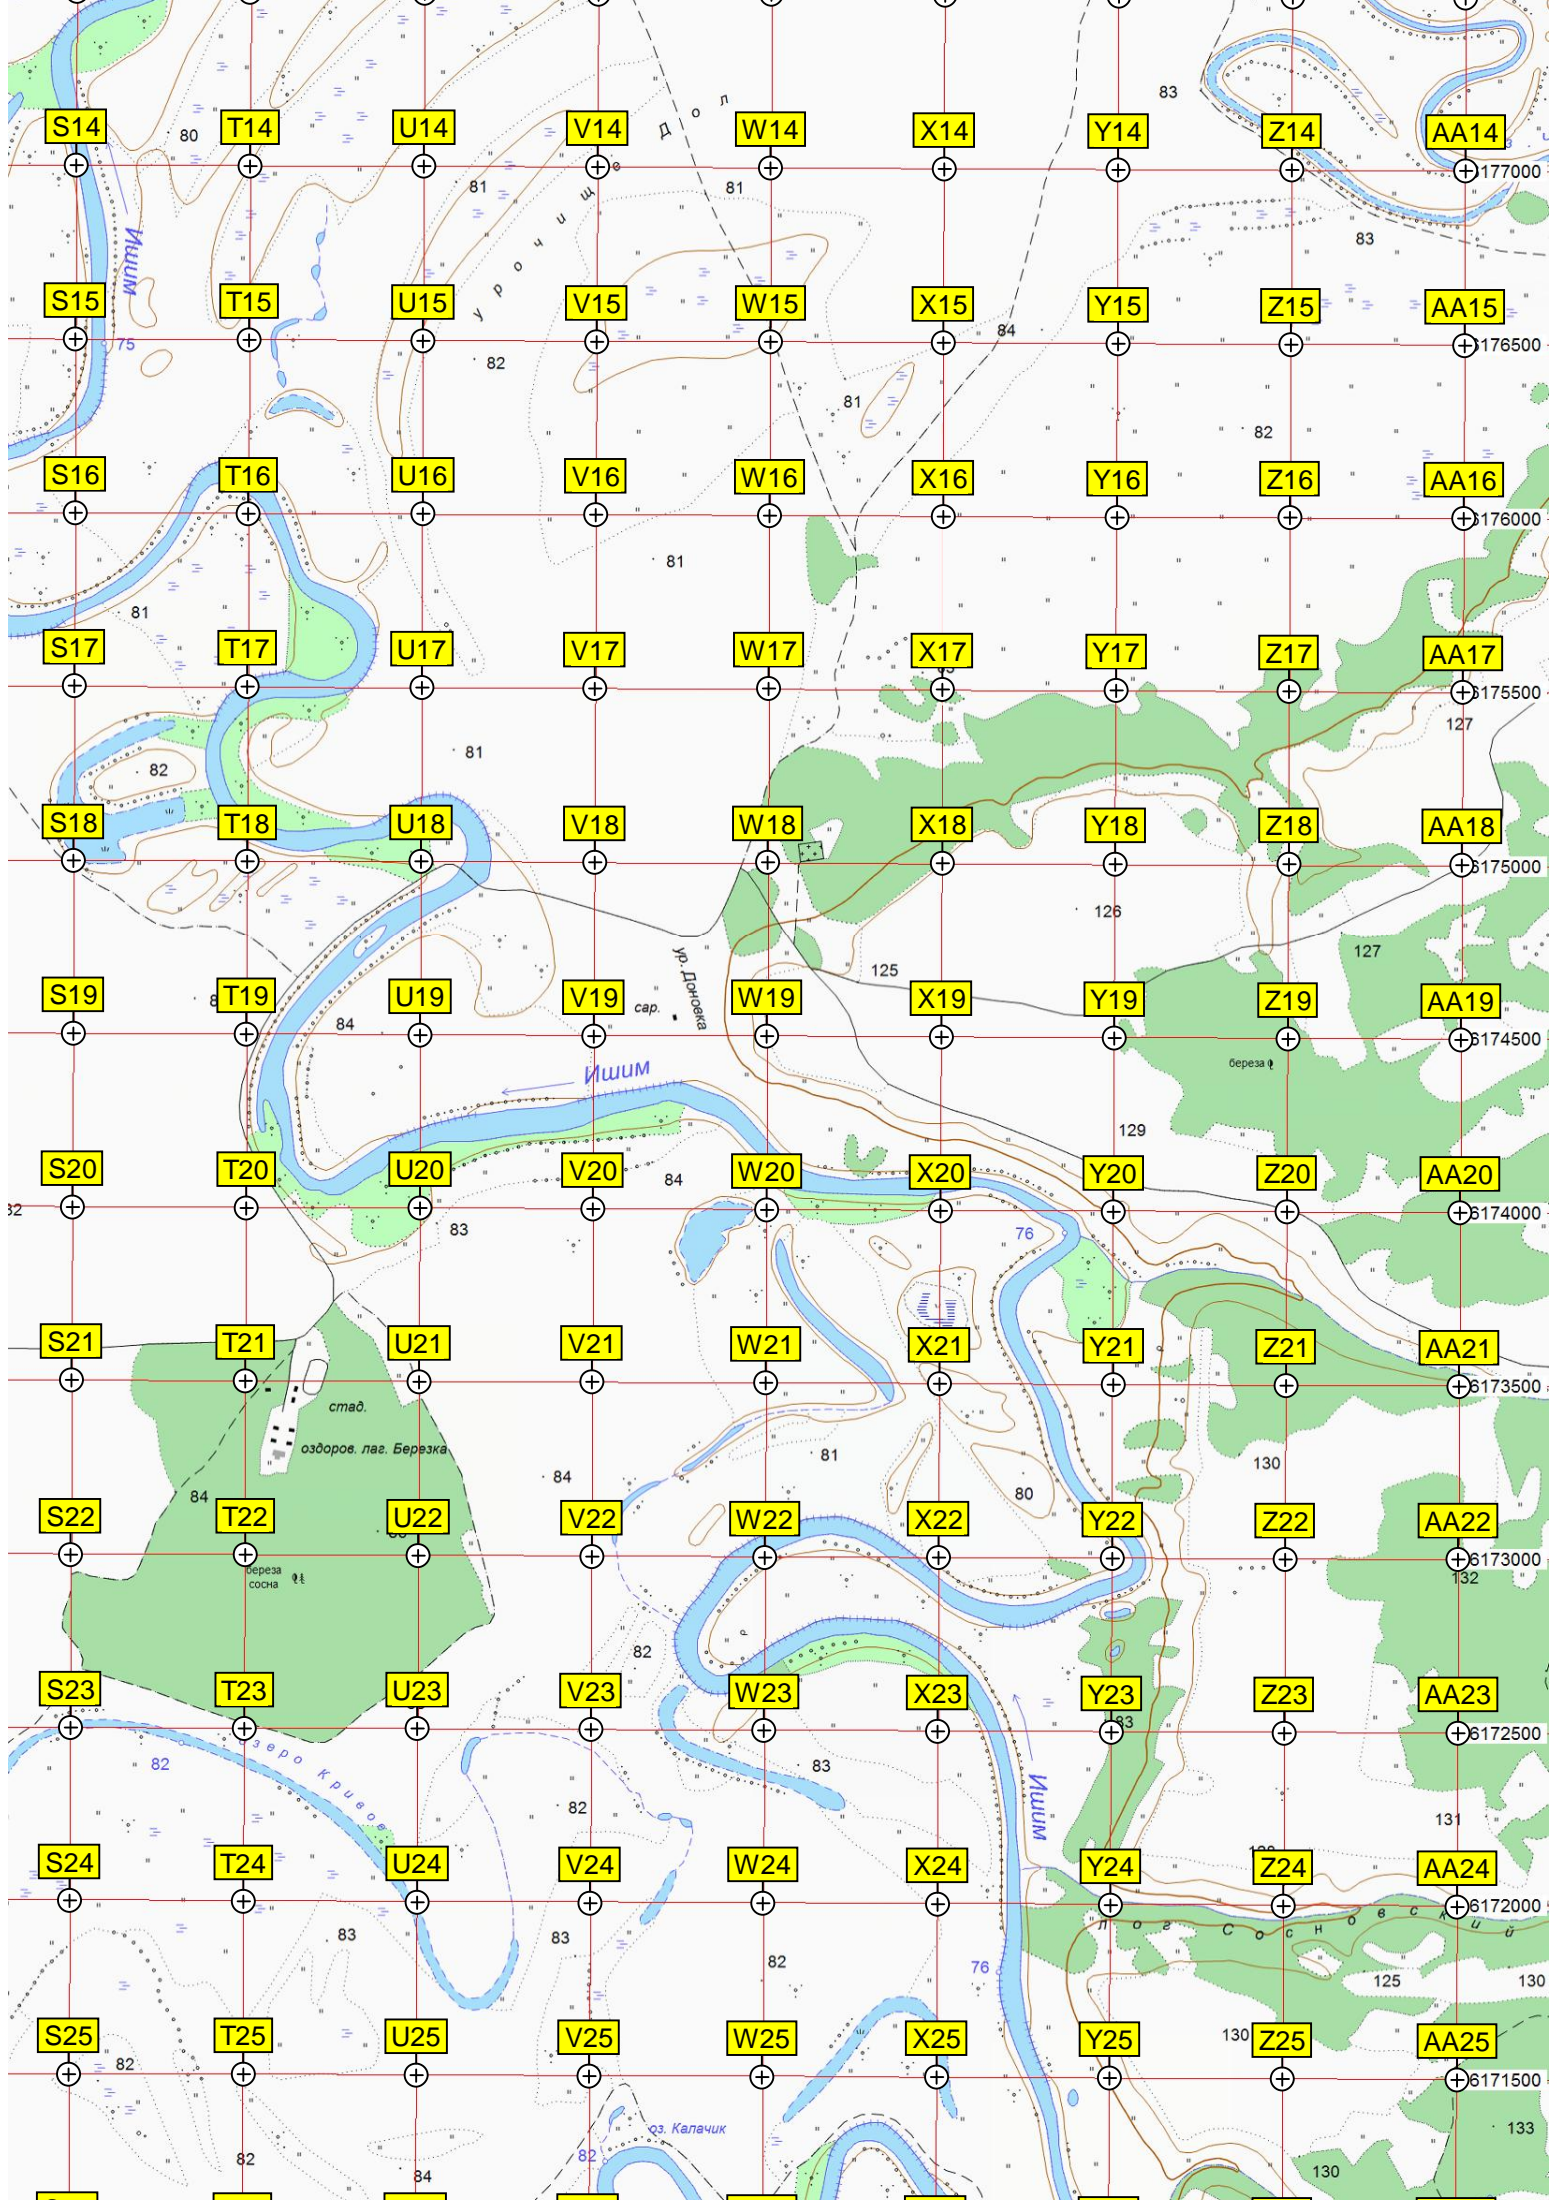 83
S14 T14 U14 V14 W14 X14 Y14 Z14 AA14
80
урочище Дол
81
81
6177000
83
Ишим
S15 T15 U15 V15 W15 X15 Y15 Z15 AA15
75
82
84
6176500
81
82
S16 T16 U16 V16 W16 X16 Y16 Z16 AA16
6176000
81
81
S17 T17 U17 V17 W17 X17 Y17 Z17 AA17
6175500
127
82
81
S18 T18 U18 V18 W18 X18 Y18 Z18 AA18
6175000
126
127
125
ур. Доновка
S19 T19 U19 V19 W19 X19 Y19 Z19 AA19
сар.
84
6174500
береза
Ишим
129
S20 T20 U20 V20 W20 X20 Y20 Z20 AA20
84
6174000
83
76
S21 T21 U21 V21 W21 X21 Y21 Z21 AA21
6173500
стад.
оздоров. лаг. Березка
81
130
84
84
80
S22 T22 U22 V22 W22 X22 Y22 Z22 AA22
6173000
береза
сосна
132
82
S23 T23 U23 V23 W23 X23 Y23 Z23 AA23
83
6172500
озеро Кривое
82
83
82
Ишим
131
S24 T24 U24 V24 W24 X24 Y24 Z24 AA24
6172000
лог Сосновский
83
83
82
76
125
130
S25 T25 U25 V25 W25 X25 Y25 Z25 AA25
130
82
6171500
оз. Калачик
133
82
82
84
130